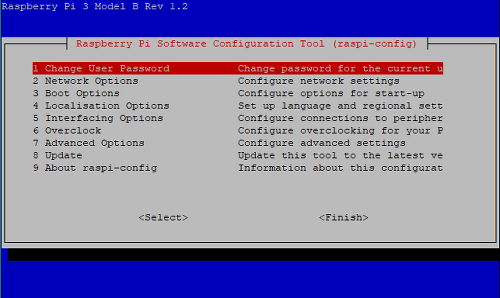 Raspberry Pi 3 Model B Rev 1.2
Raspberry Pi Software Configuration Tool (raspi-config)
1 Change User Password Change password for the current u
2 Network Options Configure network settings
3 Boot Options Configure options for start-up
4 Localisation Options Set up language and regional sett
5 Interfacing Options Configure connections to peripher
6 Overclock Configure overclocking for your P
7 Advanced Options Configure advanced settings
8 Update Update this tool to the latest ve
9 About raspi-config Information about this configurat
<Select> <Finish>